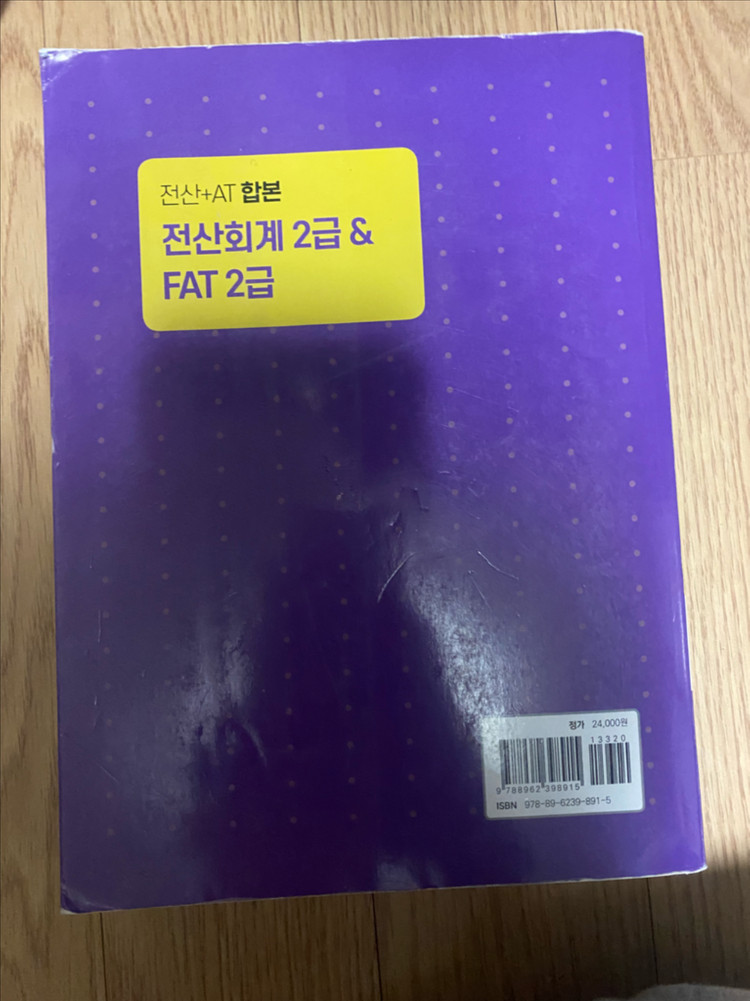 전산+AT 합본
전산회계 2급 &
FAT 2급
정가 24,000원
13320
9 788962 398915
ISBN 978-89-6239-891-5